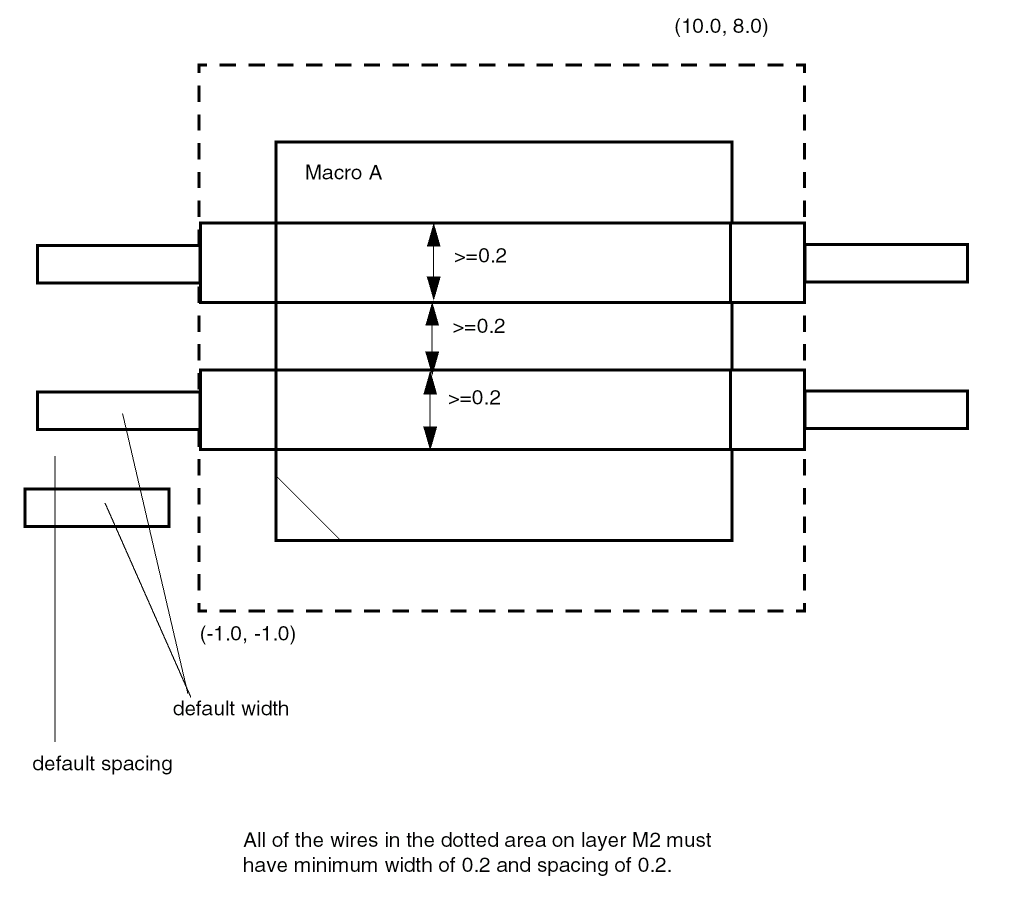 (10.0, 8.0)
Macro A
>=0.2
>=0.2
>=0.2
(-1.0, -1.0)
default width
default spacing
All of the wires in the dotted area on layer M2 must
have minimum width of 0.2 and spacing of 0.2.